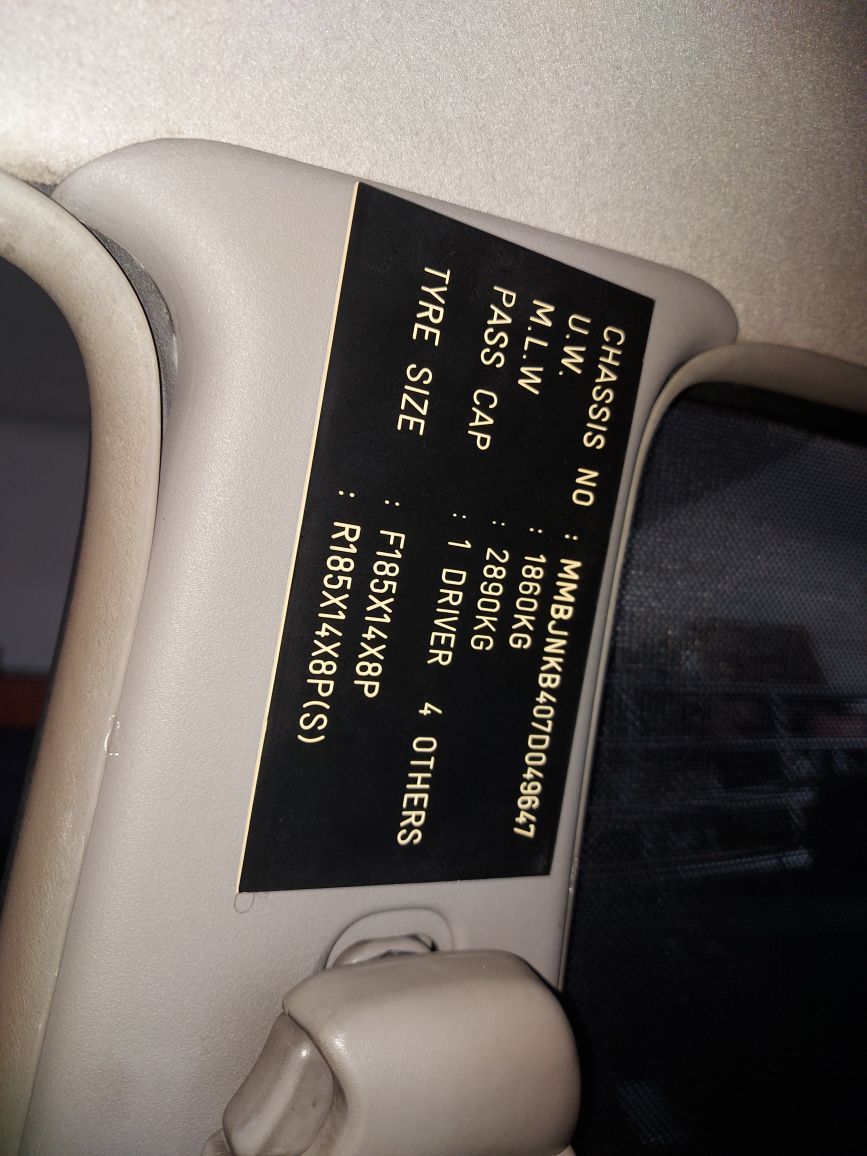 CHASSIS NO : MMBJNKB407D049647
U.W. : 1860KG
M.L.W : 2890KG
PASS CAP : 1 DRIVER 4 OTHERS
TYRE SIZE : F185X14X8P
: R185X14X8P(S)